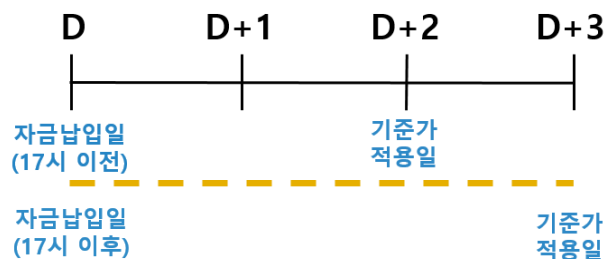 D D+1 D+2 D+3
자금납입일 기준가
(17시 이전) 적용일
자금납입일 기준가
(17시 이후) 적용일